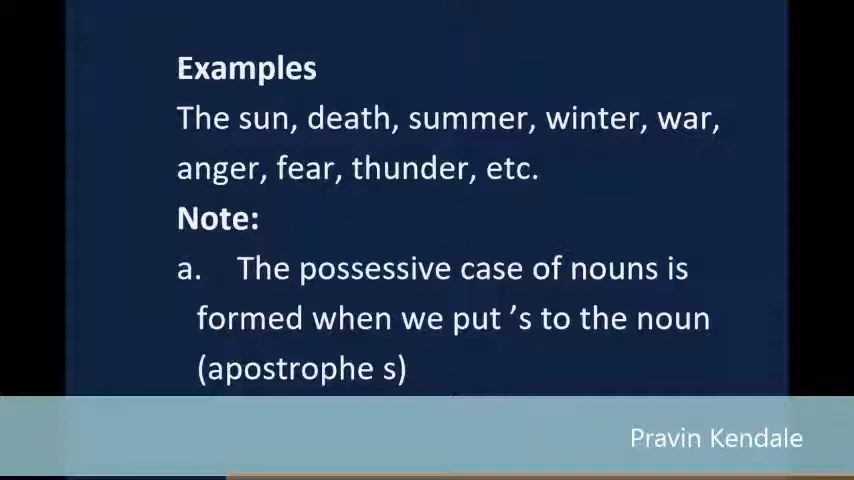 Examples
The sun, death, summer, winter, war,
anger, fear, thunder, etc.
Note:
a. The possessive case of nouns is
formed when we put ’s to the noun
(apostrophe s)
Pravin Kendale